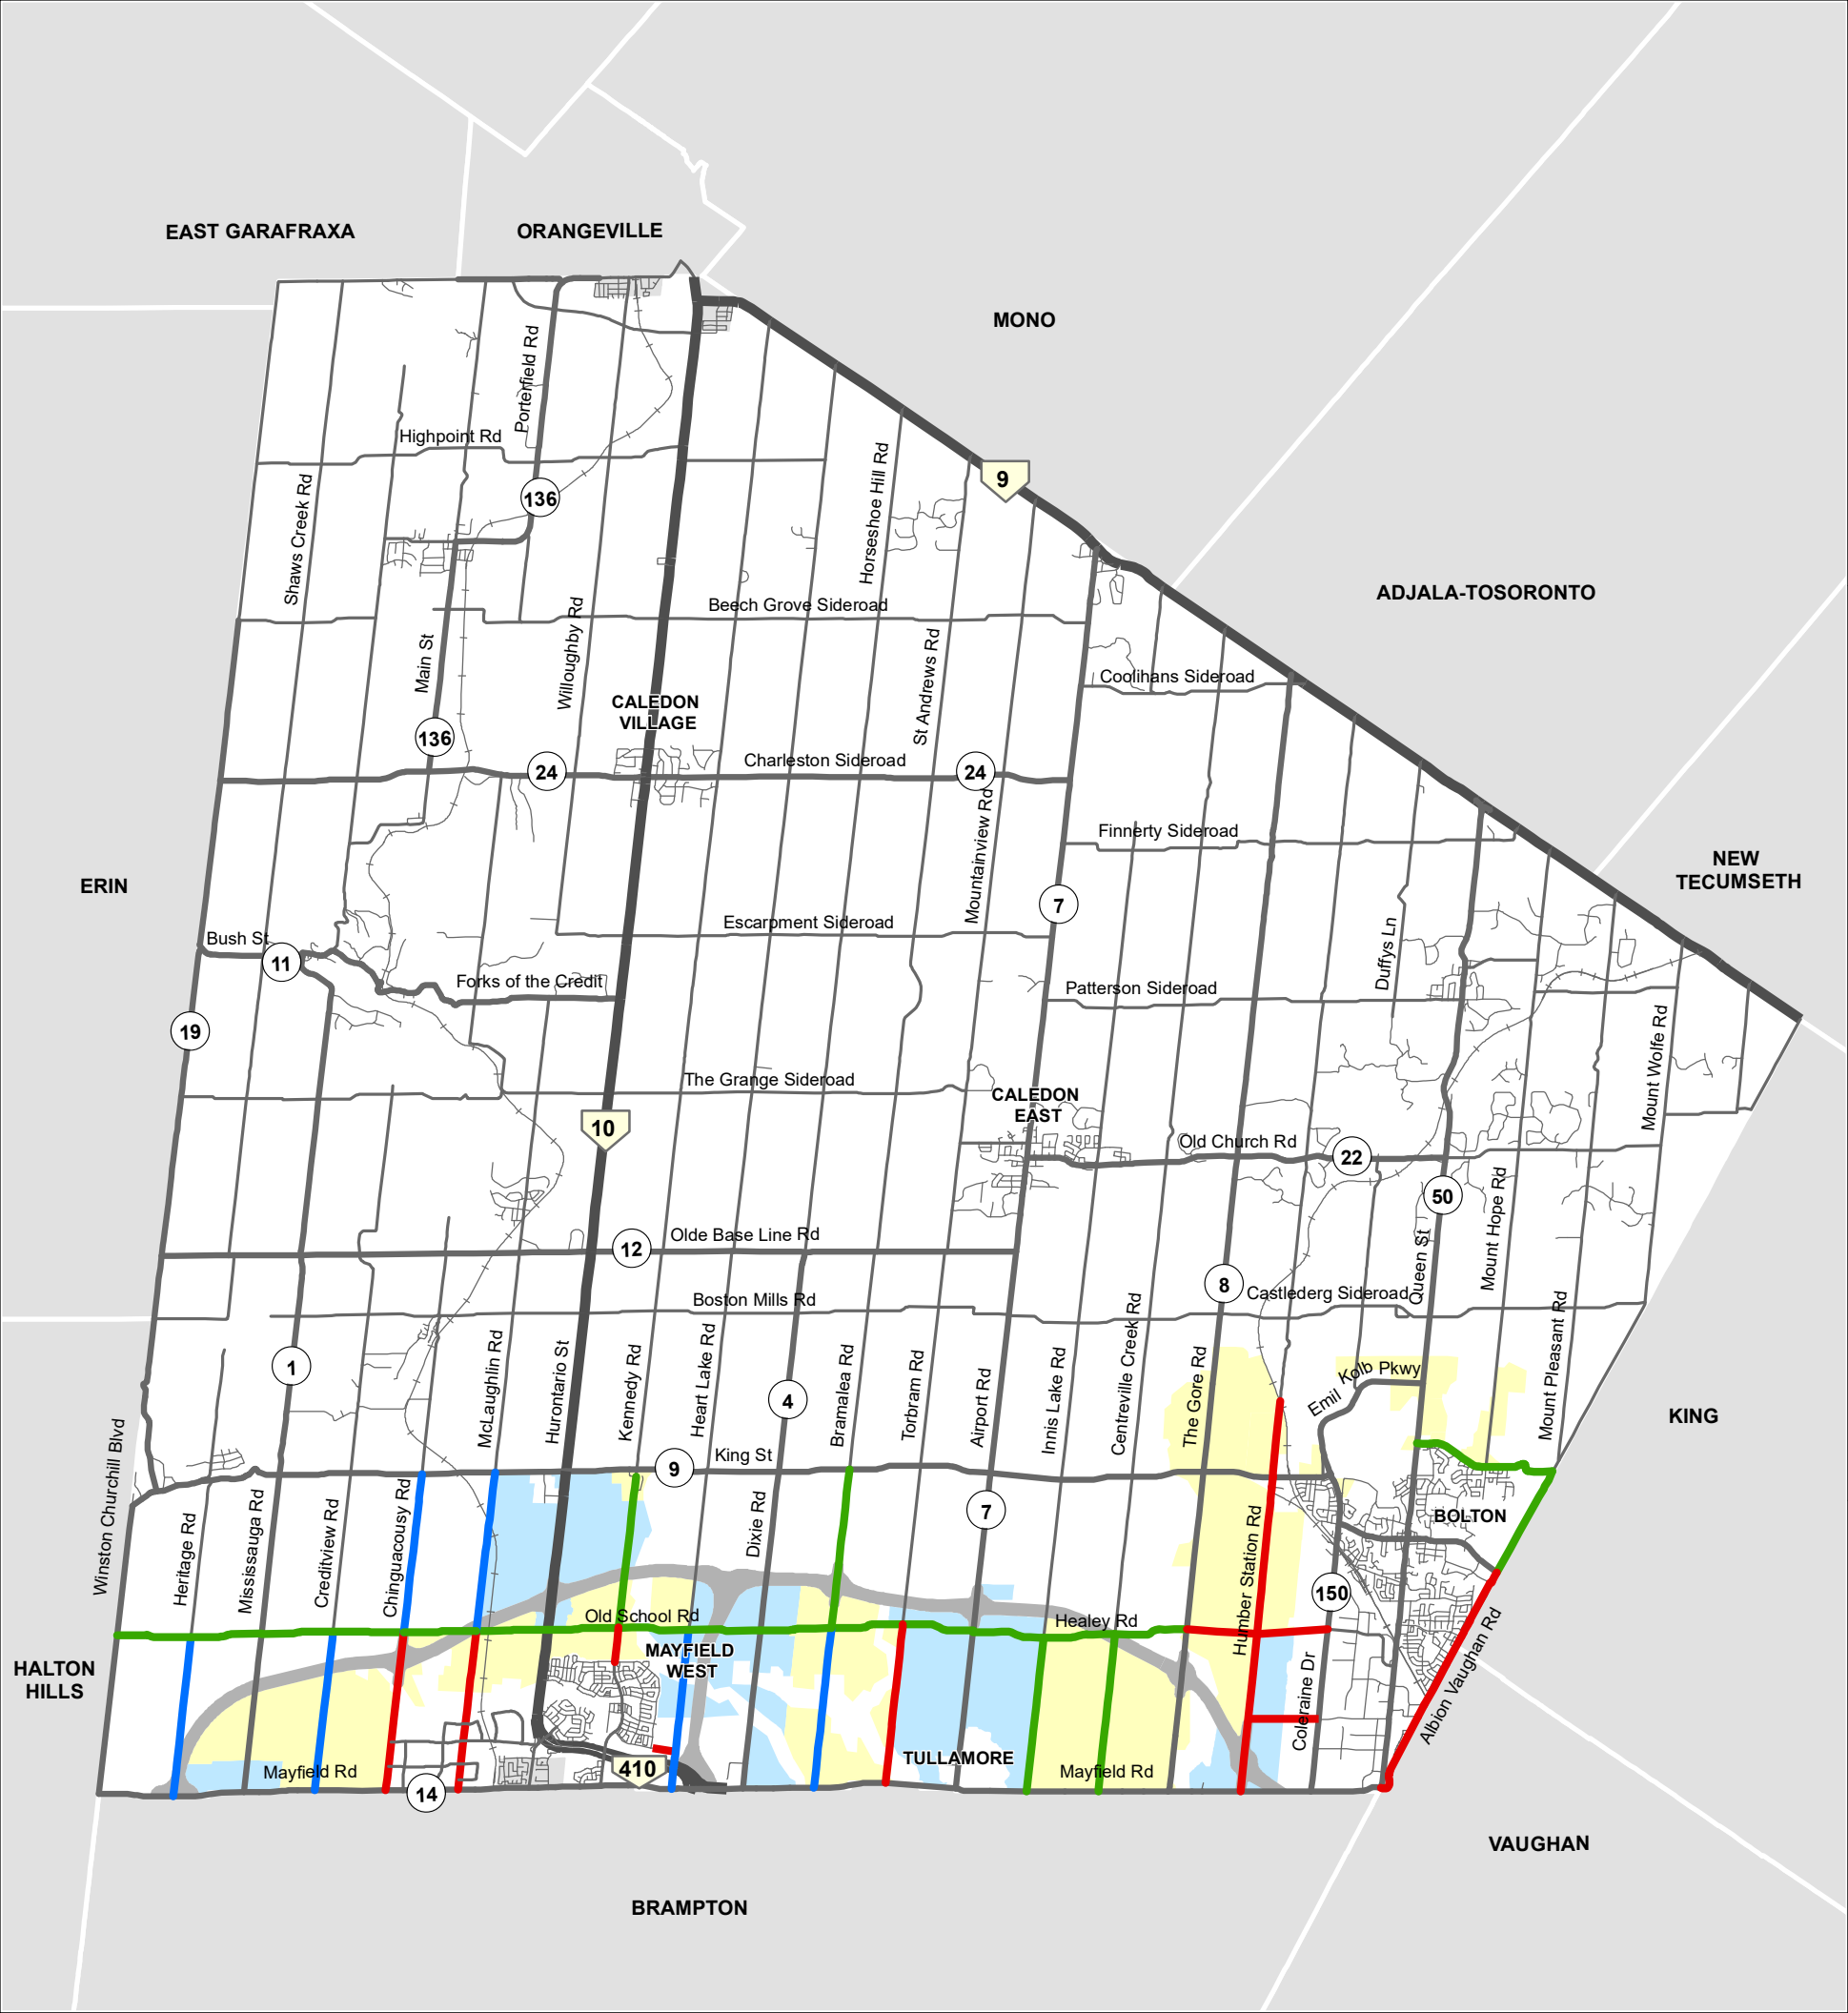 EAST GARAFRAXA
ORANGEVILLE
MONO
Porterfield Rd
Highpoint Rd
Shaws Creek Rd
136
Horseshoe Hill Rd
9
ADJALA-TOSORONTO
Beech Grove Sideroad
Main St
Willoughby Rd
St Andrews Rd
Coolihans Sideroad
CALEDON
VILLAGE
136
24
Charleston Sideroad
24
Mountainview Rd
Finnerty Sideroad
NEW
TECUMSETH
ERIN
7
Bush St
11
Escarpment Sideroad
Duffys Ln
Forks of the Credit
Patterson Sideroad
19
Mount Wolfe Rd
The Grange Sideroad
CALEDON
EAST
10
Old Church Rd
22
50
Mount Hope Rd
Queen St
12
Olde Base Line Rd
8
Castlederg Sideroad
Boston Mills Rd
1
McLaughlin Rd
Hurontario St
Kennedy Rd
Heart Lake Rd
4
Bramalea Rd
Torbram Rd
Airport Rd
Innis Lake Rd
Centreville Creek Rd
The Gore Rd
Emil Kolb Pkwy
Mount Pleasant Rd
KING
Winston Churchill Blvd
9
King St
Heritage Rd
Mississauga Rd
Creditview Rd
Chinguacousy Rd
Dixie Rd
7
BOLTON
Humber Station Rd
150
Old School Rd
Healey Rd
MAYFIELD
WEST
HALTON
HILLS
Coleraine Dr
Albion Vaughan Rd
TULLAMORE
Mayfield Rd
410
Mayfield Rd
14
VAUGHAN
BRAMPTON